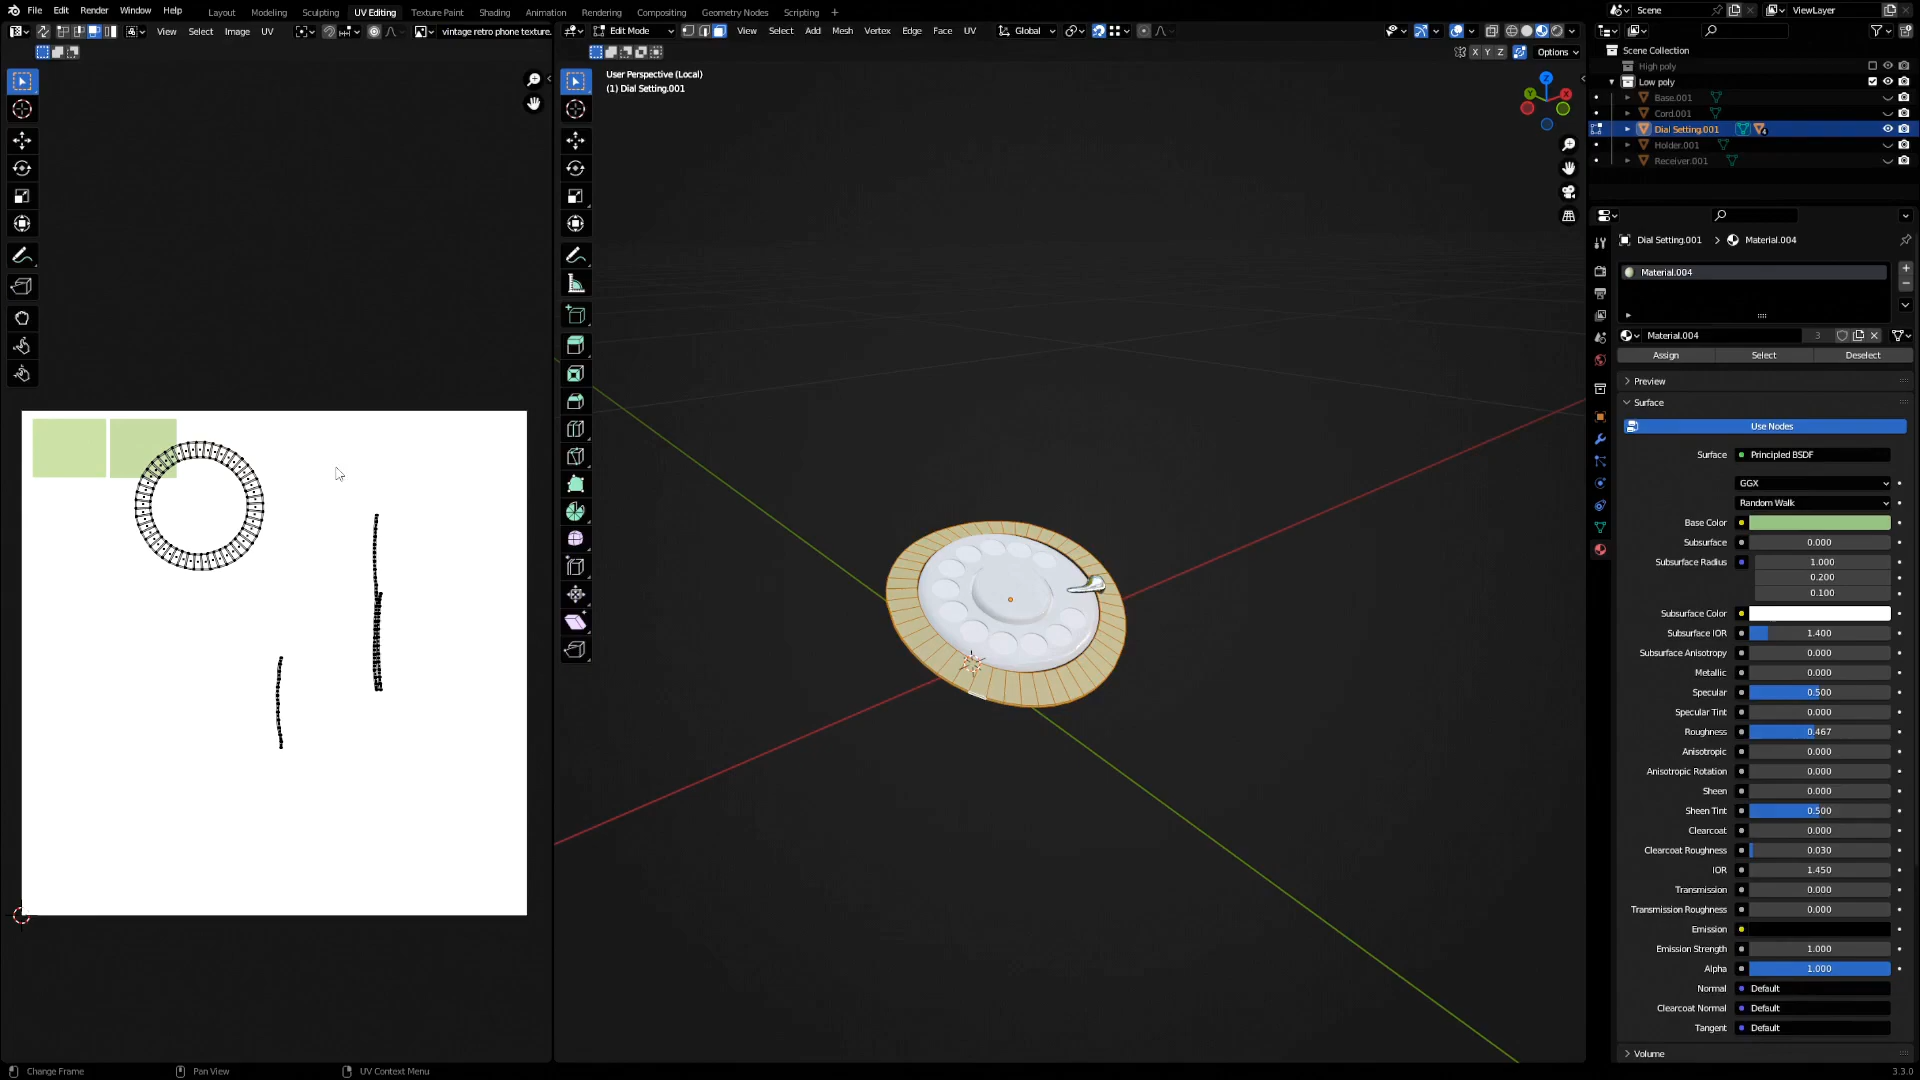 File Edit Render Window Help
Layout Modeling Sculpting UV Editing Texture Paint Shading Animation Rendering Compositing Geometry Nodes Scripting +
Scene
ViewLayer
View Select Image UV
vintage retro phone texture.
Edit Mode
View Select Add Mesh Vertex Edge Face UV
Global
X Y Z
Options
User Perspective (Local)
(1) Dial Setting.001
Scene Collection
High poly
Low poly
Base.001
Cord.001
Dial Setting.001
Holder.001
Receiver.001
Dial Setting.001 > Material.004
Material.004
Material.004 3
Assign Select Deselect
Preview
Surface
Use Nodes
Surface Principled BSDF
GGX
Random Walk
Base Color
Subsurface 0.000
Subsurface Radius 1.000
0.200
0.100
Subsurface Color
Subsurface IOR 1.400
Subsurface Anisotropy 0.000
Metallic 0.000
Specular 0.500
Specular Tint 0.000
Roughness 0.467
Anisotropic 0.000
Anisotropic Rotation 0.000
Sheen 0.000
Sheen Tint 0.500
Clearcoat 0.000
Clearcoat Roughness 0.030
IOR 1.450
Transmission 0.000
Transmission Roughness 0.000
Emission
Emission Strength 1.000
Alpha 1.000
Normal Default
Clearcoat Normal Default
Tangent Default
Volume
Change Frame
Pan View
UV Context Menu
3.3.0